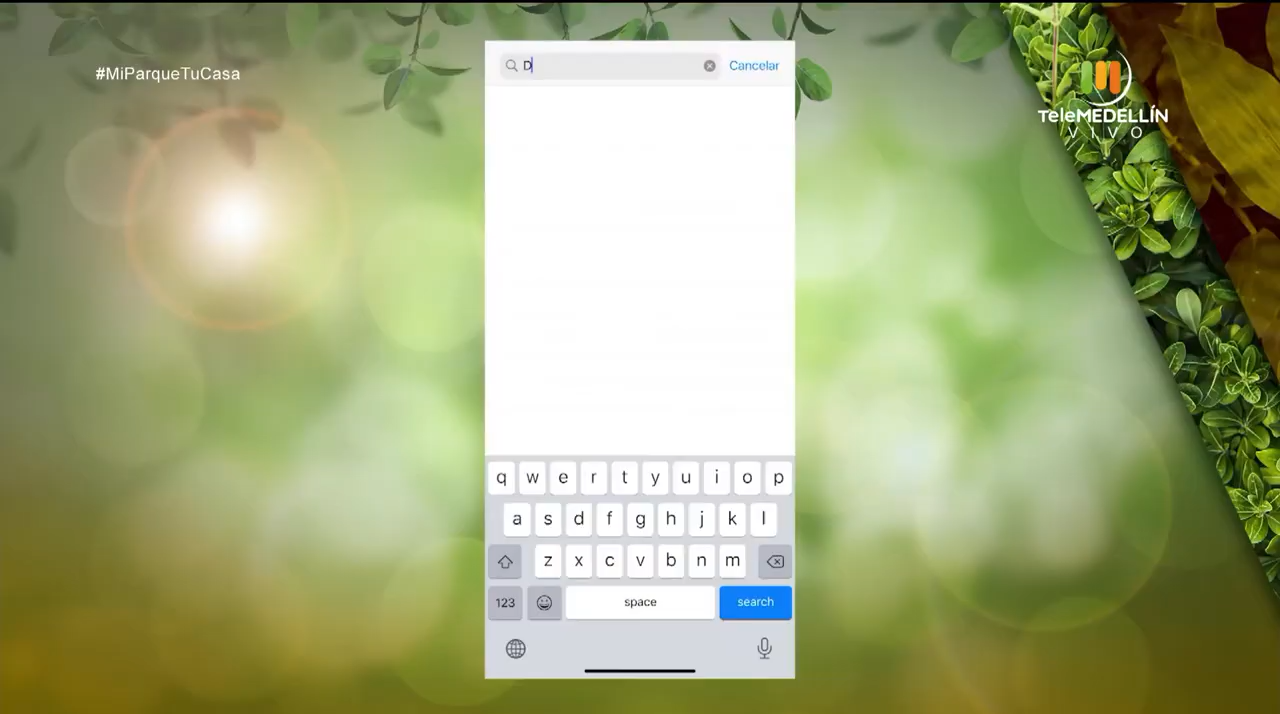 #MiParqueTuCasa
D
Cancelar
TeleMEDELLÍN
VIVO
q w e r t y u i o p
a s d f g h j k l
z x c v b n m
123
space
search